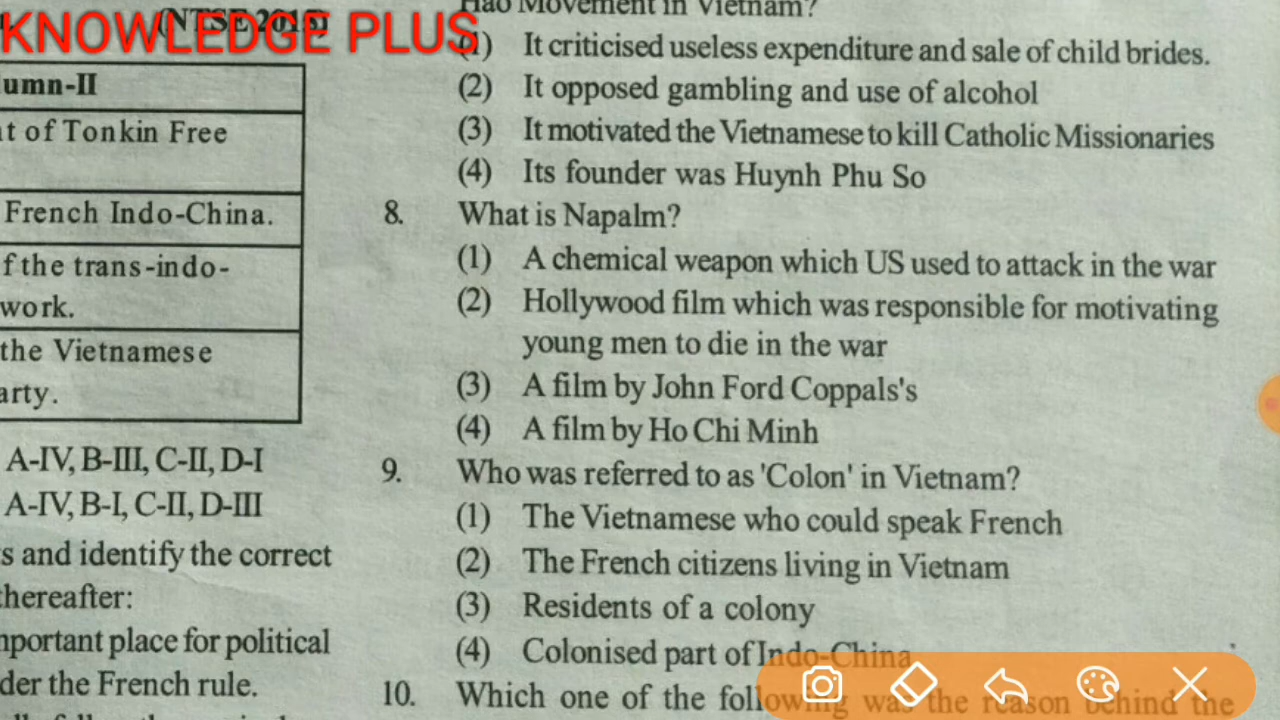 (NTSE 2015)
KNOWLEDGE PLUS
umn-II
t of Tonkin Free
French Indo-China.
f the trans-indo-
work.
the Vietnamese
arty.
A-IV, B-III, C-II, D-I
A-IV, B-I, C-II, D-III
s and identify the correct
hereafter:
portant place for political
der the French rule.
Hao Movement in Vietnam?
(1) It criticised useless expenditure and sale of child brides.
(2) It opposed gambling and use of alcohol
(3) It motivated the Vietnamese to kill Catholic Missionaries
(4) Its founder was Huynh Phu So
8. What is Napalm?
(1) A chemical weapon which US used to attack in the war
(2) Hollywood film which was responsible for motivating
young men to die in the war
(3) A film by John Ford Coppals's
(4) A film by Ho Chi Minh
9. Who was referred to as 'Colon' in Vietnam?
(1) The Vietnamese who could speak French
(2) The French citizens living in Vietnam
(3) Residents of a colony
(4) Colonised part of Indo-China
10. Which one of the following was the reason behind the